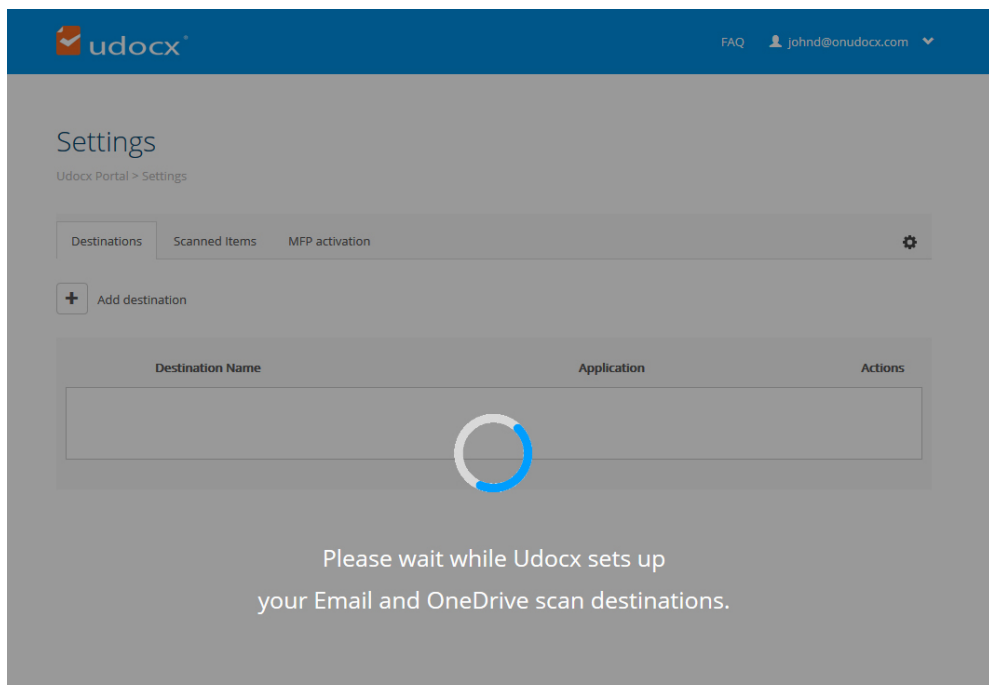 udocx
FAQ johnd@onudocx.com
Settings
Udocx Portal > Settings
Destinations Scanned Items MFP activation
Add destination
Destination Name Application Actions
Please wait while Udocx sets up
your Email and OneDrive scan destinations.